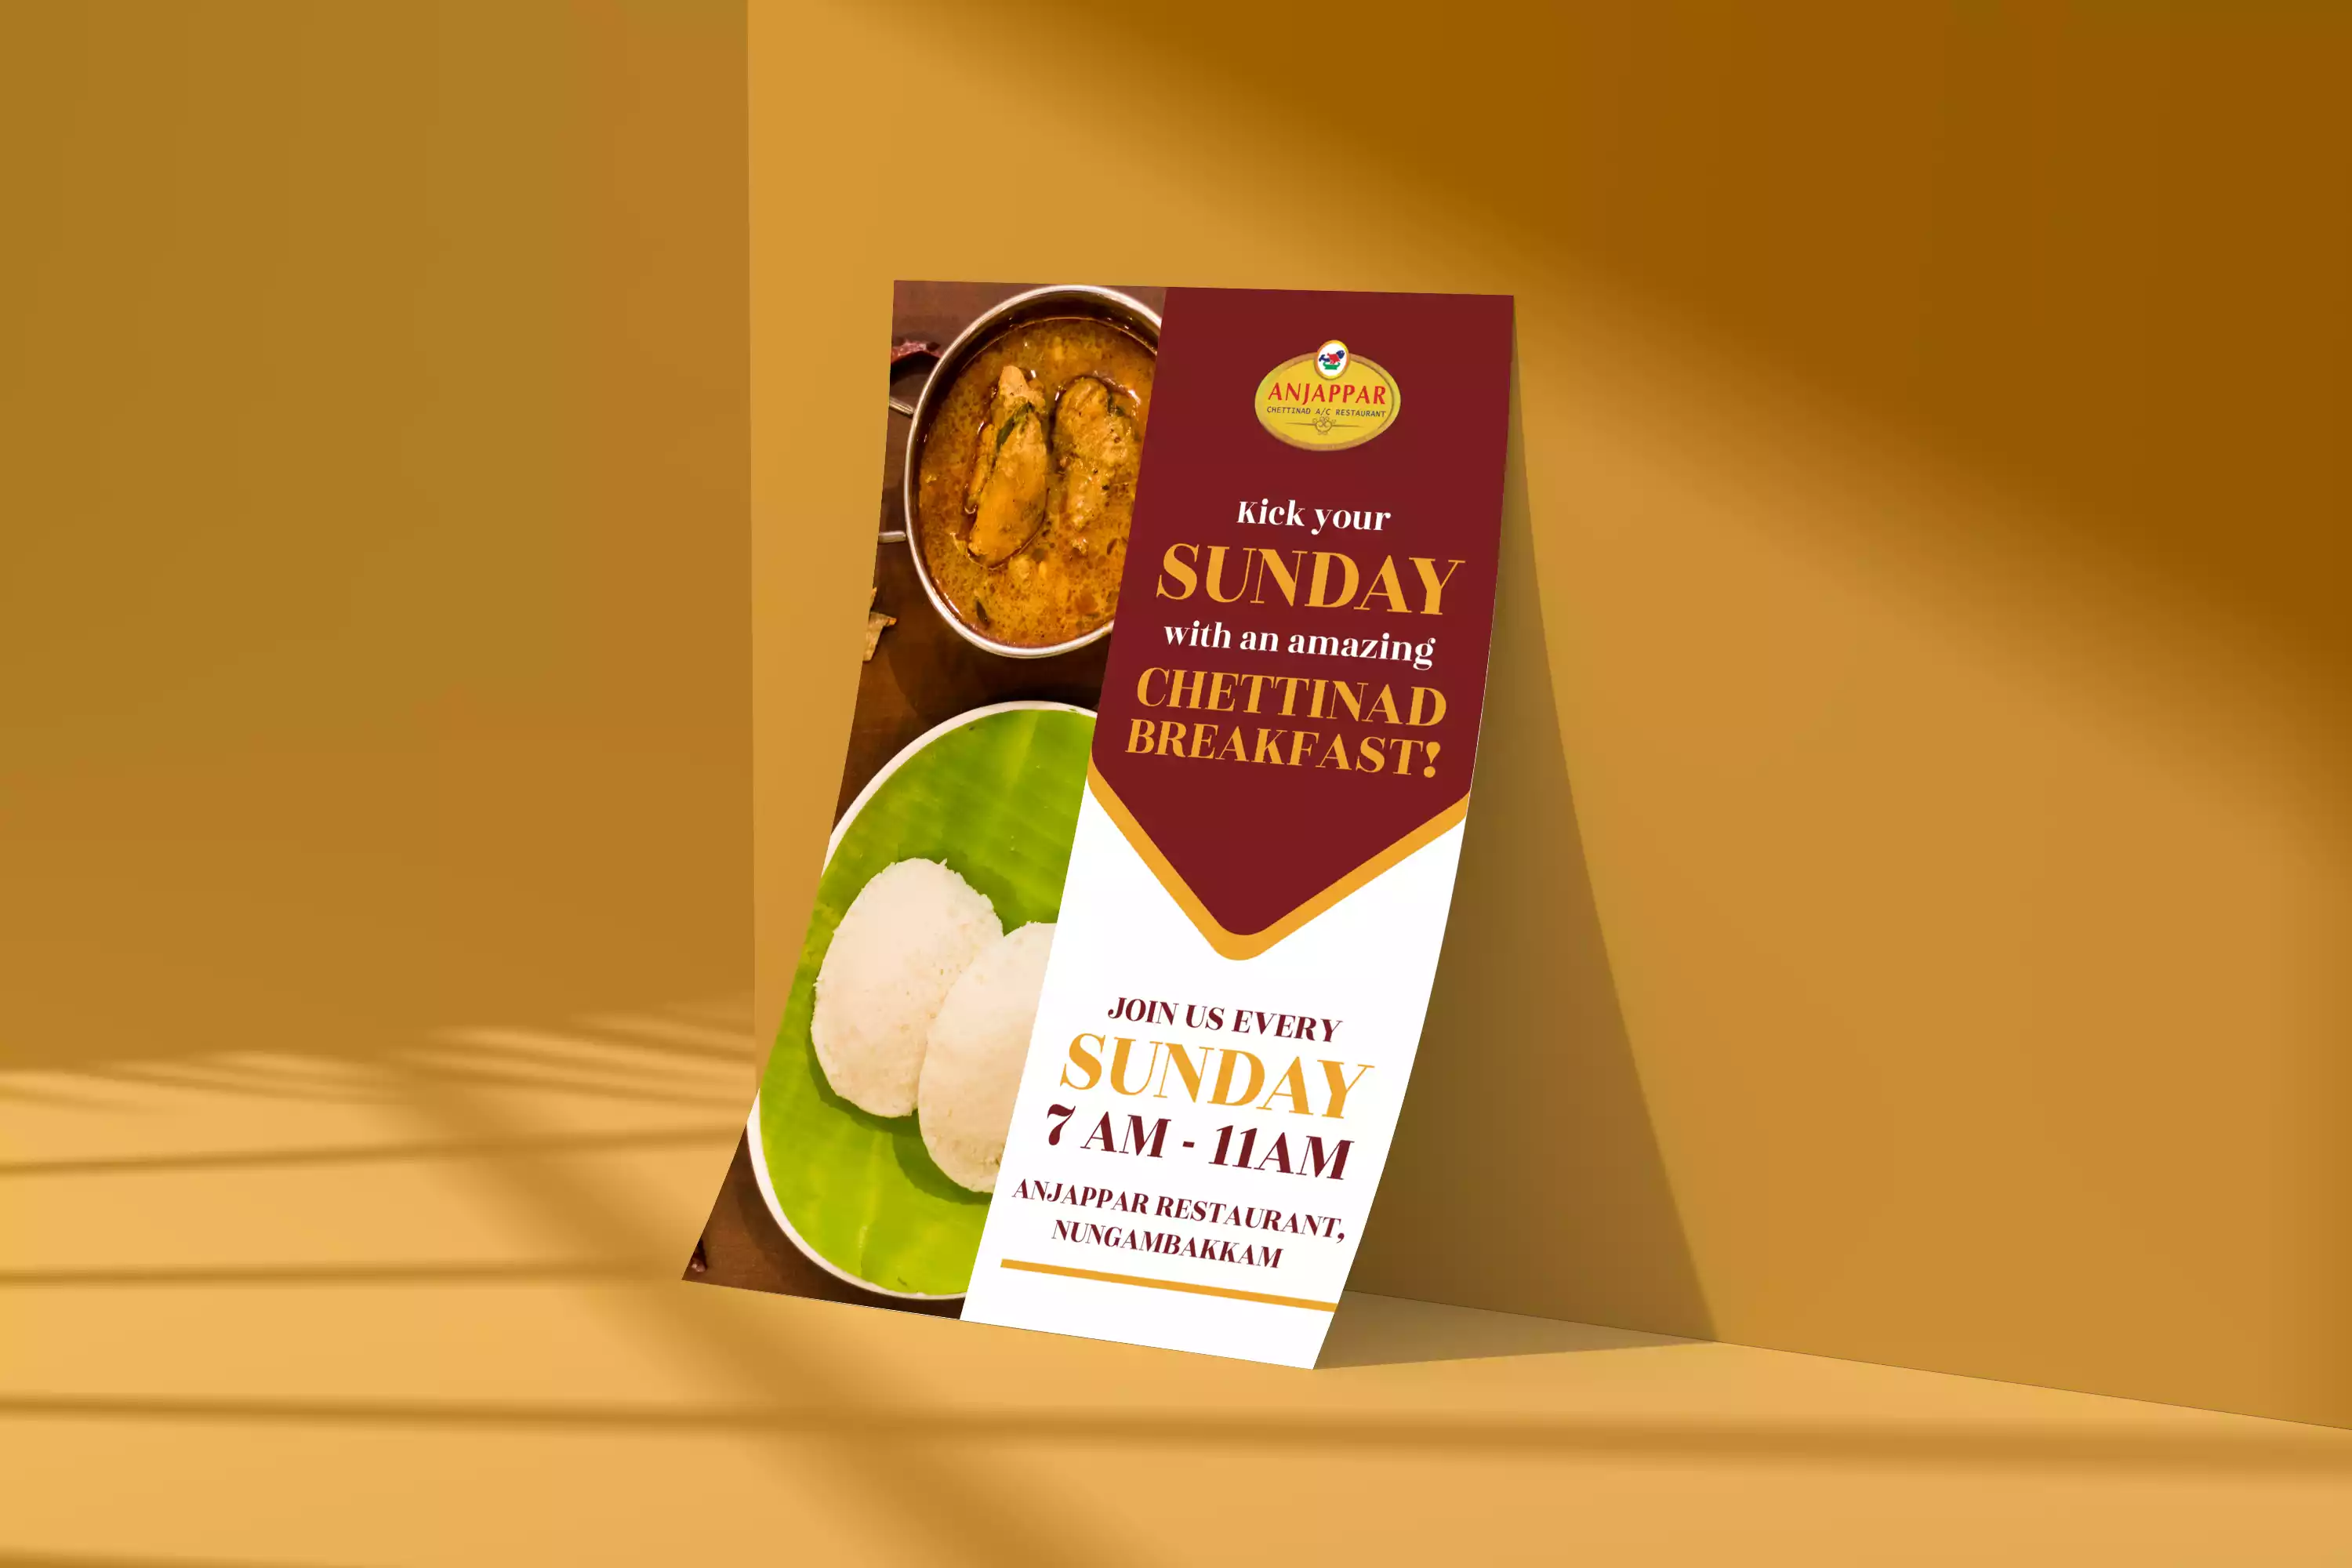 ANJAPPAR
CHETTINAD A/C RESTAURANT
Kick your
SUNDAY
with an amazing
CHETTINAD
BREAKFAST!
JOIN US EVERY
SUNDAY
7 AM - 11AM
ANJAPPAR RESTAURANT,
NUNGAMBAKKAM